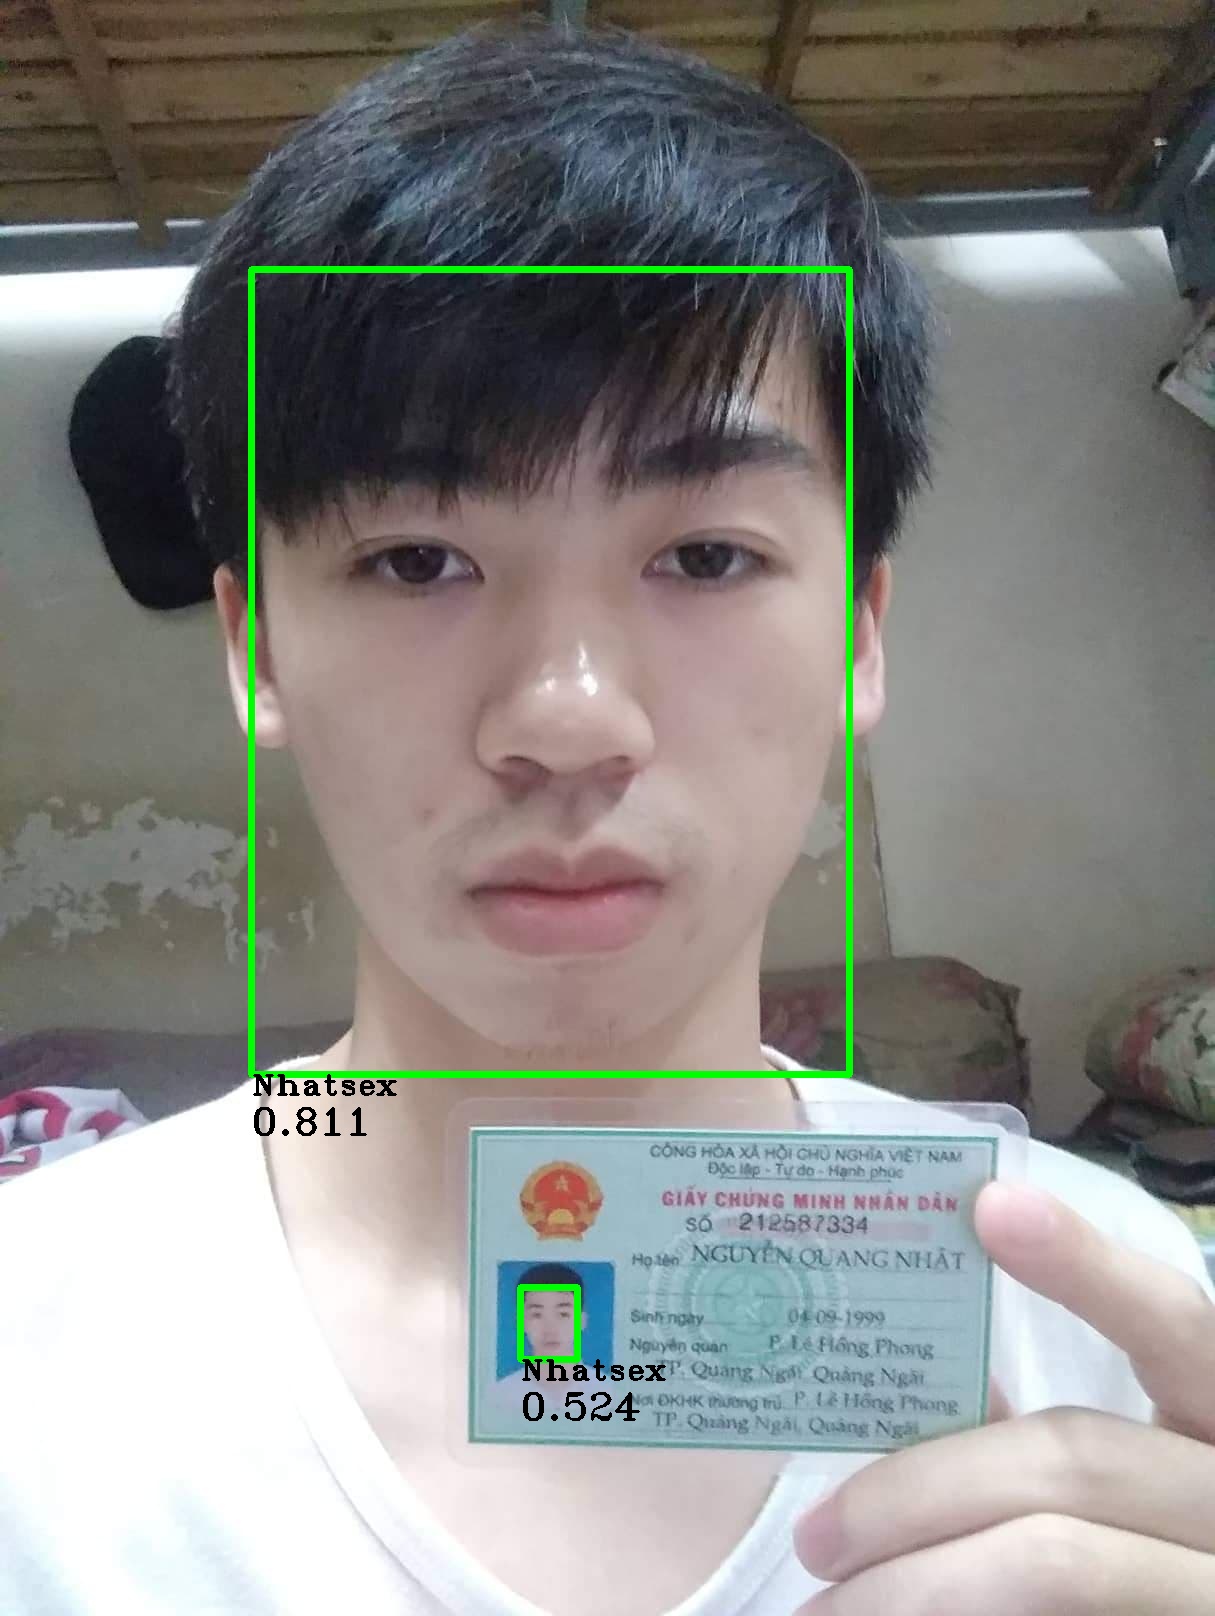 Nhatsex
0.811
CỘNG HÒA XÃ HỘI CHỦ NGHĨA VIỆT NAM
Độc lập - Tự do - Hạnh phúc
GIẤY CHỨNG MINH NHÂN DÂN
SỐ 212587334
Họ tên NGUYỄN QUANG NHẬT
Sinh ngày 04-09-1999
Nguyên quán P. Lê Hồng Phong
TP. Quảng Ngãi, Quảng Ngãi
Nơi ĐKHK thường trú P. Lê Hồng Phong
TP. Quảng Ngãi, Quảng Ngãi
Nhatsex
0.524